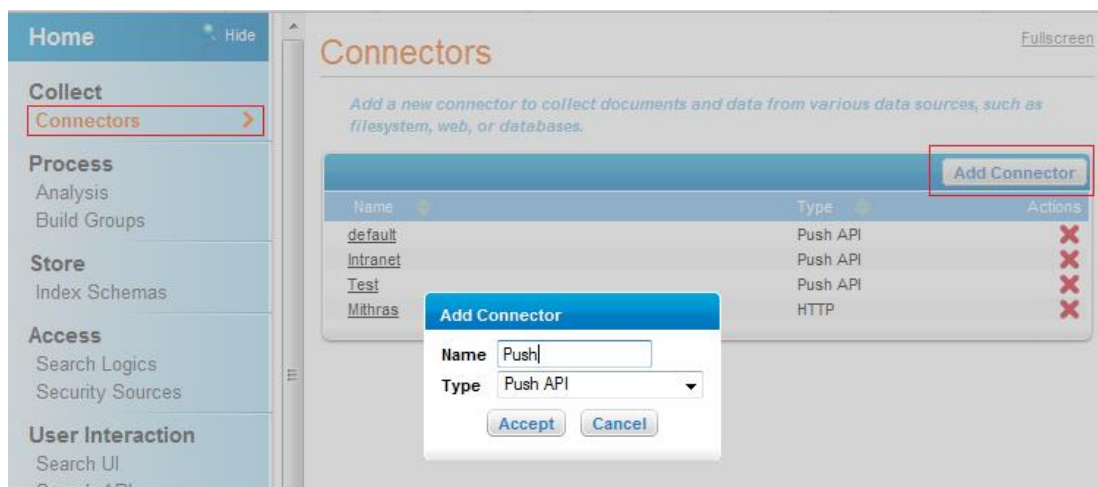 Home
Hide
Collect
Connectors
Process
Analysis
Build Groups
Store
Index Schemas
Access
Search Logics
Security Sources
User Interaction
Search UI
Search API
Connectors
Fullscreen
Add a new connector to collect documents and data from various data sources, such as
filesystem, web, or databases.
Add Connector
Name Type Actions
default Push API
Intranet Push API
Test Push API
Mithras HTTP
Add Connector
Name Push
Type Push API
Accept Cancel